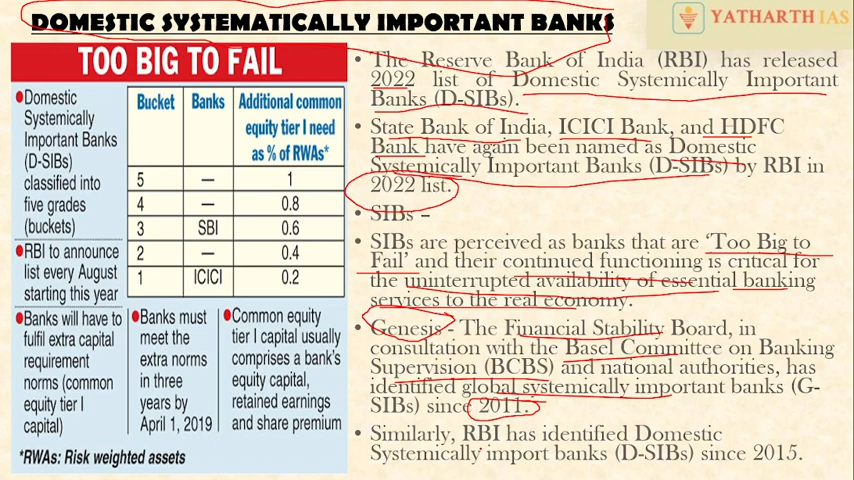 DOMESTIC SYSTEMATICALLY IMPORTANT BANKS
YATHARTH IAS
TOO BIG TO FAIL
Domestic
Systemically
Important Banks
(D-SIBs)
classified into
five grades
(buckets)
RBI to announce
list every August
starting this year
Bucket Banks Additional common
equity tier I need
as % of RWAs*
5 — 1
4 — 0.8
3 SBI 0.6
2 — 0.4
1 ICICI 0.2
Banks will have to
fulfil extra capital
requirement
norms (common
equity tier I
capital)
Banks must
meet the
extra norms
in three
years by
April 1, 2019
Common equity
tier I capital usually
comprises a bank's
equity capital,
retained earnings
and share premium
*RWAs: Risk weighted assets
• The Reserve Bank of India (RBI) has released
2022 list of Domestic Systemically Important
Banks (D-SIBs).
• State Bank of India, ICICI Bank, and HDFC
Bank have again been named as Domestic
Systemically Important Banks (D-SIBs) by RBI in
2022 list.
• SIBs –
• SIBs are perceived as banks that are ‘Too Big to
Fail’ and their continued functioning is critical for
the uninterrupted availability of essential banking
services to the real economy.
• Genesis - The Financial Stability Board, in
consultation with the Basel Committee on Banking
Supervision (BCBS) and national authorities, has
identified global systemically important banks (G-
SIBs) since 2011.
• Similarly, RBI has identified Domestic
Systemically import banks (D-SIBs) since 2015.